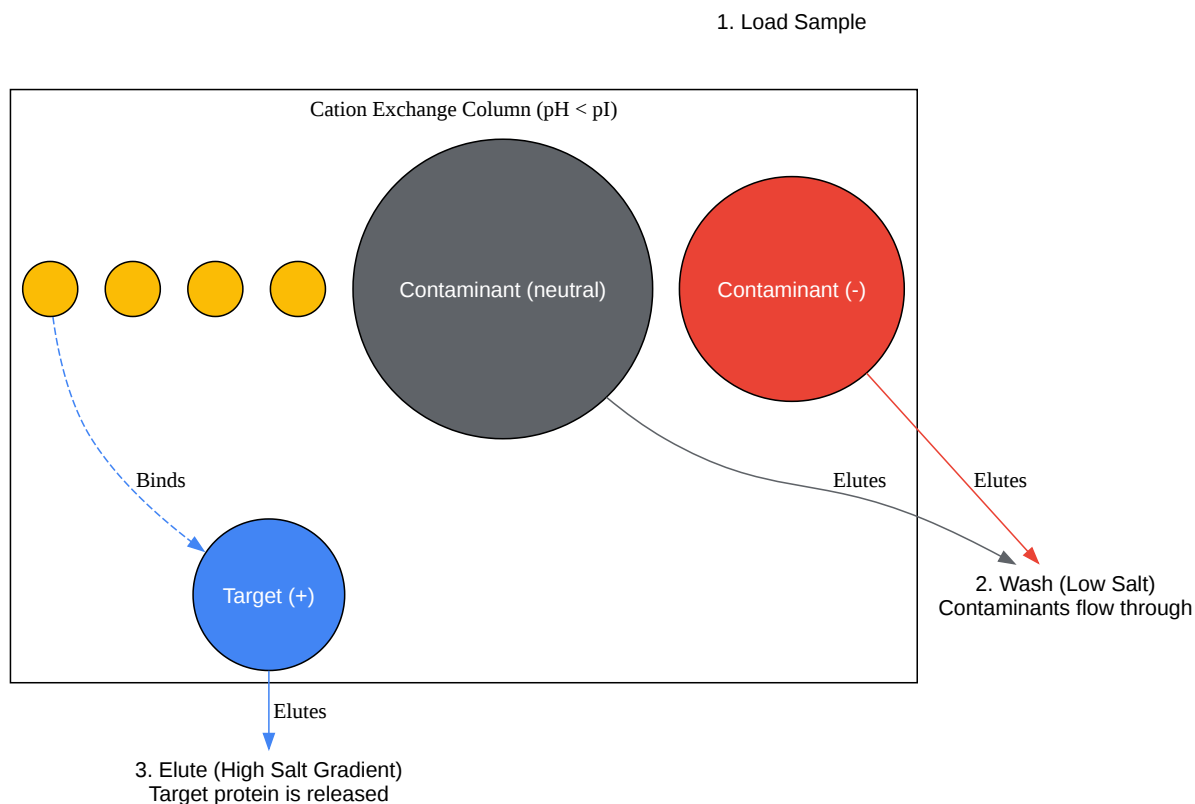 1. Load Sample
Cation Exchange Column (pH < pI)
Contaminant (neutral)
Contaminant (-)
Binds
Elutes
Elutes
Target (+)
2. Wash (Low Salt)
Contaminants flow through
Elutes
3. Elute (High Salt Gradient)
Target protein is released